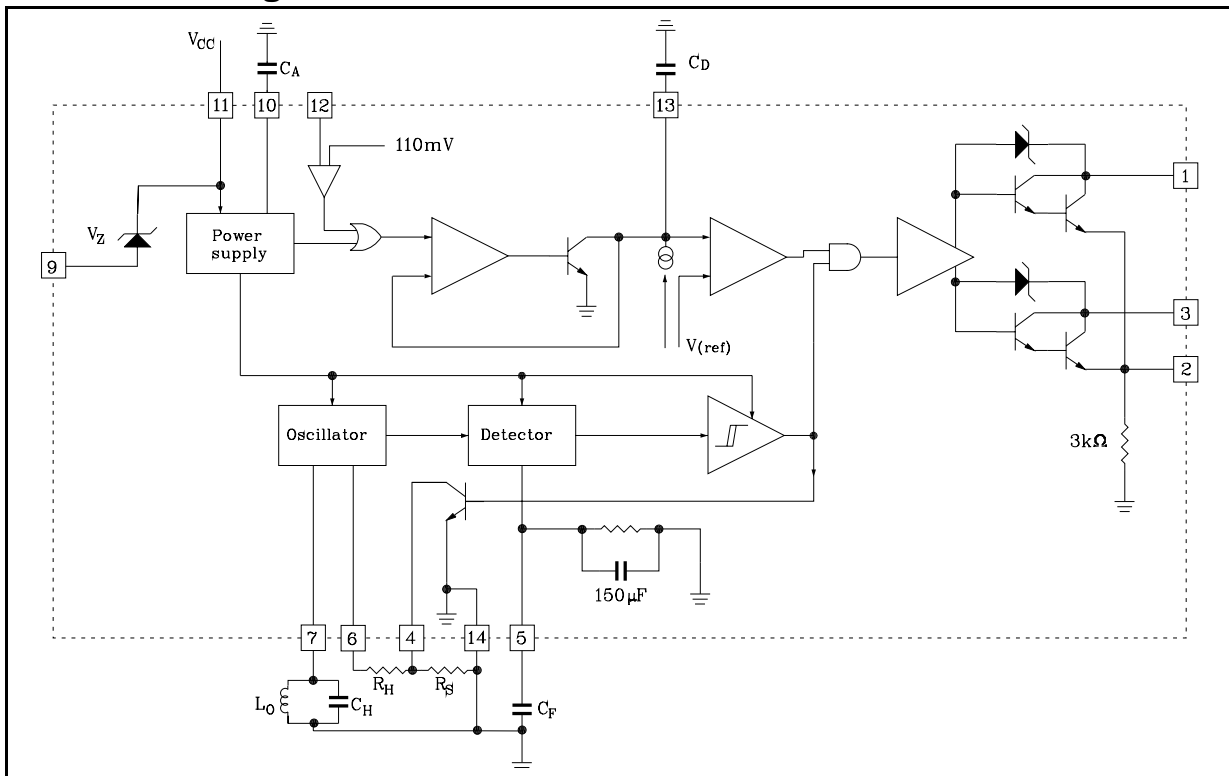 V_CC
C_A
C_D
11
10
12
13
110mV
1
V_Z
Power
supply
9
3
V(ref)
2
Oscillator
Detector
3kΩ
150μF
7
6
4
14
5
R_H
R_S
L_O
C_H
C_F